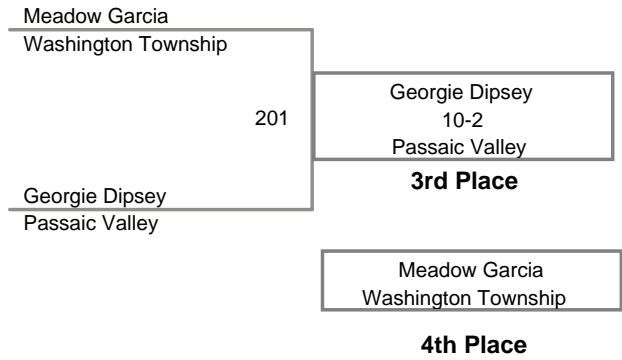 Meadow Garcia
Washington Township
201
Georgie Dipsey
10-2
Passaic Valley
3rd Place
Georgie Dipsey
Passaic Valley
Meadow Garcia
Washington Township
4th Place